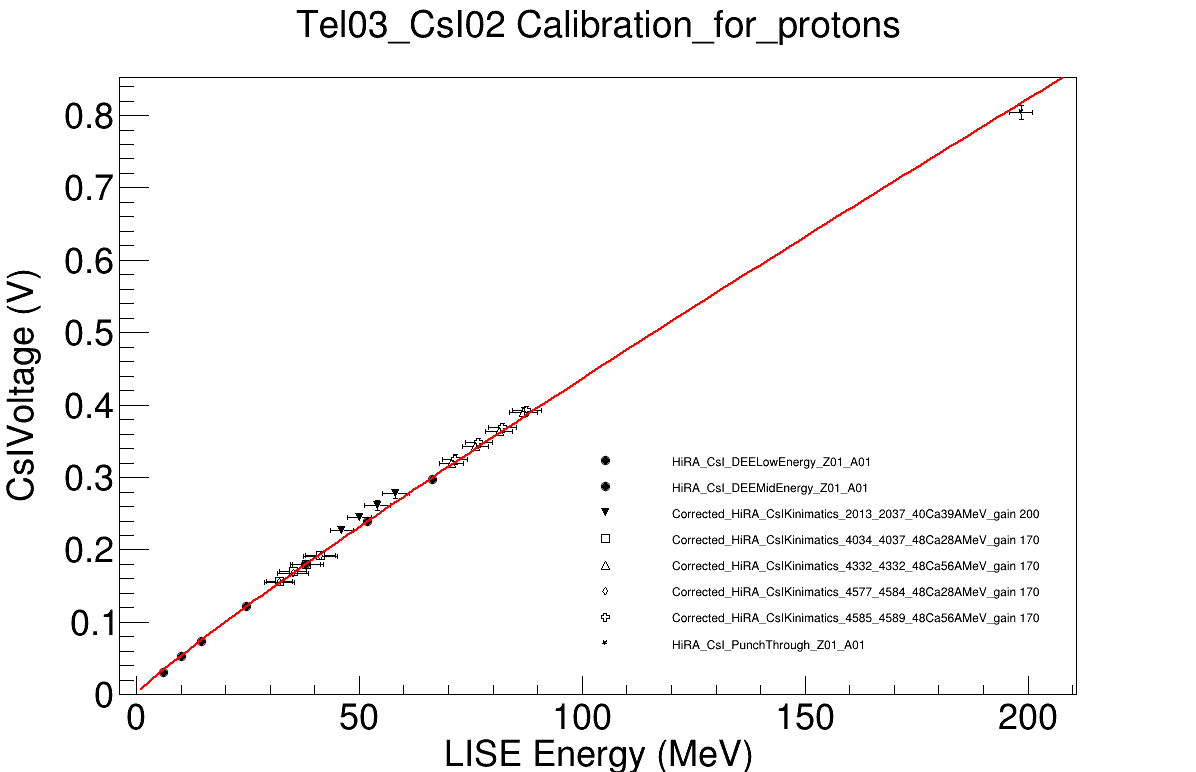 Tel03_CsI02 Calibration_for_protons
CsIVoltage (V)
0.8
0.7
0.6
0.5
0.4
0.3
0.2
0.1
0
HiRA_CsI_DEELowEnergy_Z01_A01
HiRA_CsI_DEEMidEnergy_Z01_A01
Corrected_HiRA_CsIKinimatics_2013_2037_40Ca39AMeV_gain 200
Corrected_HiRA_CsIKinimatics_4034_4037_48Ca28AMeV_gain 170
Corrected_HiRA_CsIKinimatics_4332_4332_48Ca56AMeV_gain 170
Corrected_HiRA_CsIKinimatics_4577_4584_48Ca28AMeV_gain 170
Corrected_HiRA_CsIKinimatics_4585_4589_48Ca56AMeV_gain 170
HiRA_CsI_PunchThrough_Z01_A01
0 50 100 150 200
LISE Energy (MeV)